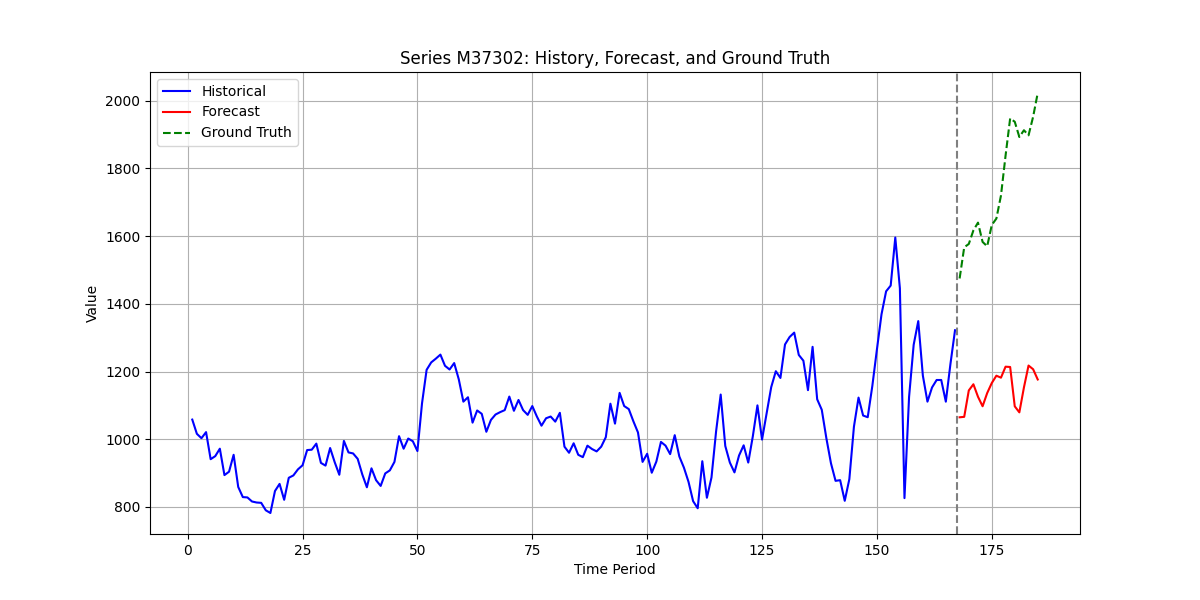 Series M37302: History, Forecast, and Ground Truth
Historical
Forecast
Ground Truth
2000
1800
1600
1400
1200
1000
800
Value
0
25
50
75
100
125
150
175
Time Period